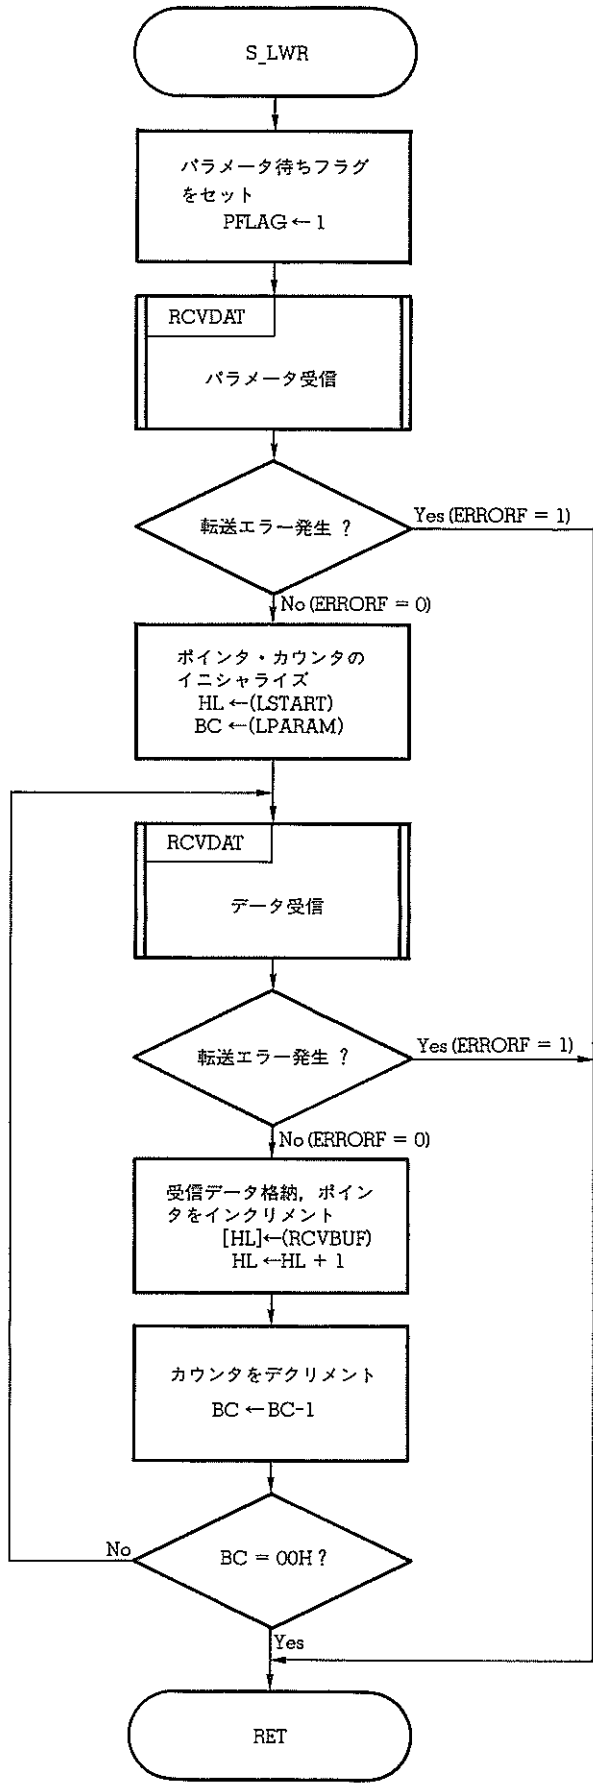 S_LWR
パラメータ待ちフラグ
をセット
PFLAG ← 1
RCVDAT
パラメータ受信
転送エラー発生 ?
Yes (ERRORF = 1)
No (ERRORF = 0)
ポインタ・カウンタの
イニシャライズ
HL ←(LSTART)
BC ←(LPARAM)
RCVDAT
データ受信
転送エラー発生 ?
Yes (ERRORF = 1)
No (ERRORF = 0)
受信データ格納，ポイン
タをインクリメント
[HL]←(RCVBUF)
HL ←HL + 1
カウンタをデクリメント
BC ← BC-1
BC = 00H ?
No
Yes
RET